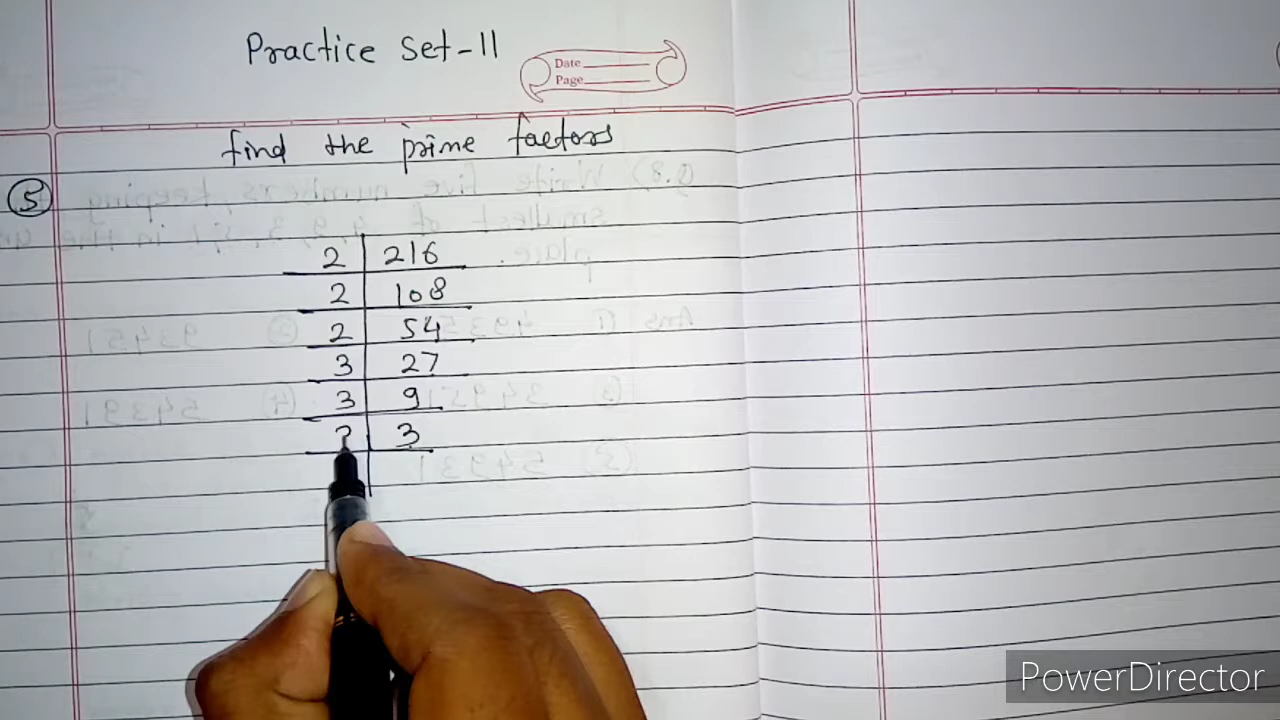 Practice Set-11
Date
Page
find the prime factors
5
2 216
2 108
2 54
3 27
3 9
3 3
PowerDirector